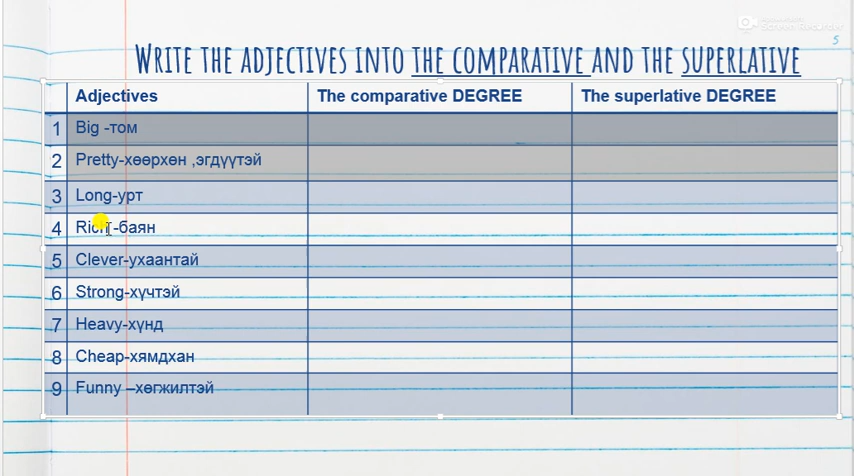 5
WRITE THE ADJECTIVES INTO THE COMPARATIVE AND THE SUPERLATIVE
Adjectives The comparative DEGREE The superlative DEGREE
1 Big -том
2 Pretty-хөөрхөн ,эгдүүтэй
3 Long-урт
4 Rich -баян
5 Clever-ухаантай
6 Strong-хүчтэй
7 Heavy-хүнд
8 Cheap-хямдхан
9 Funny –хөгжилтэй